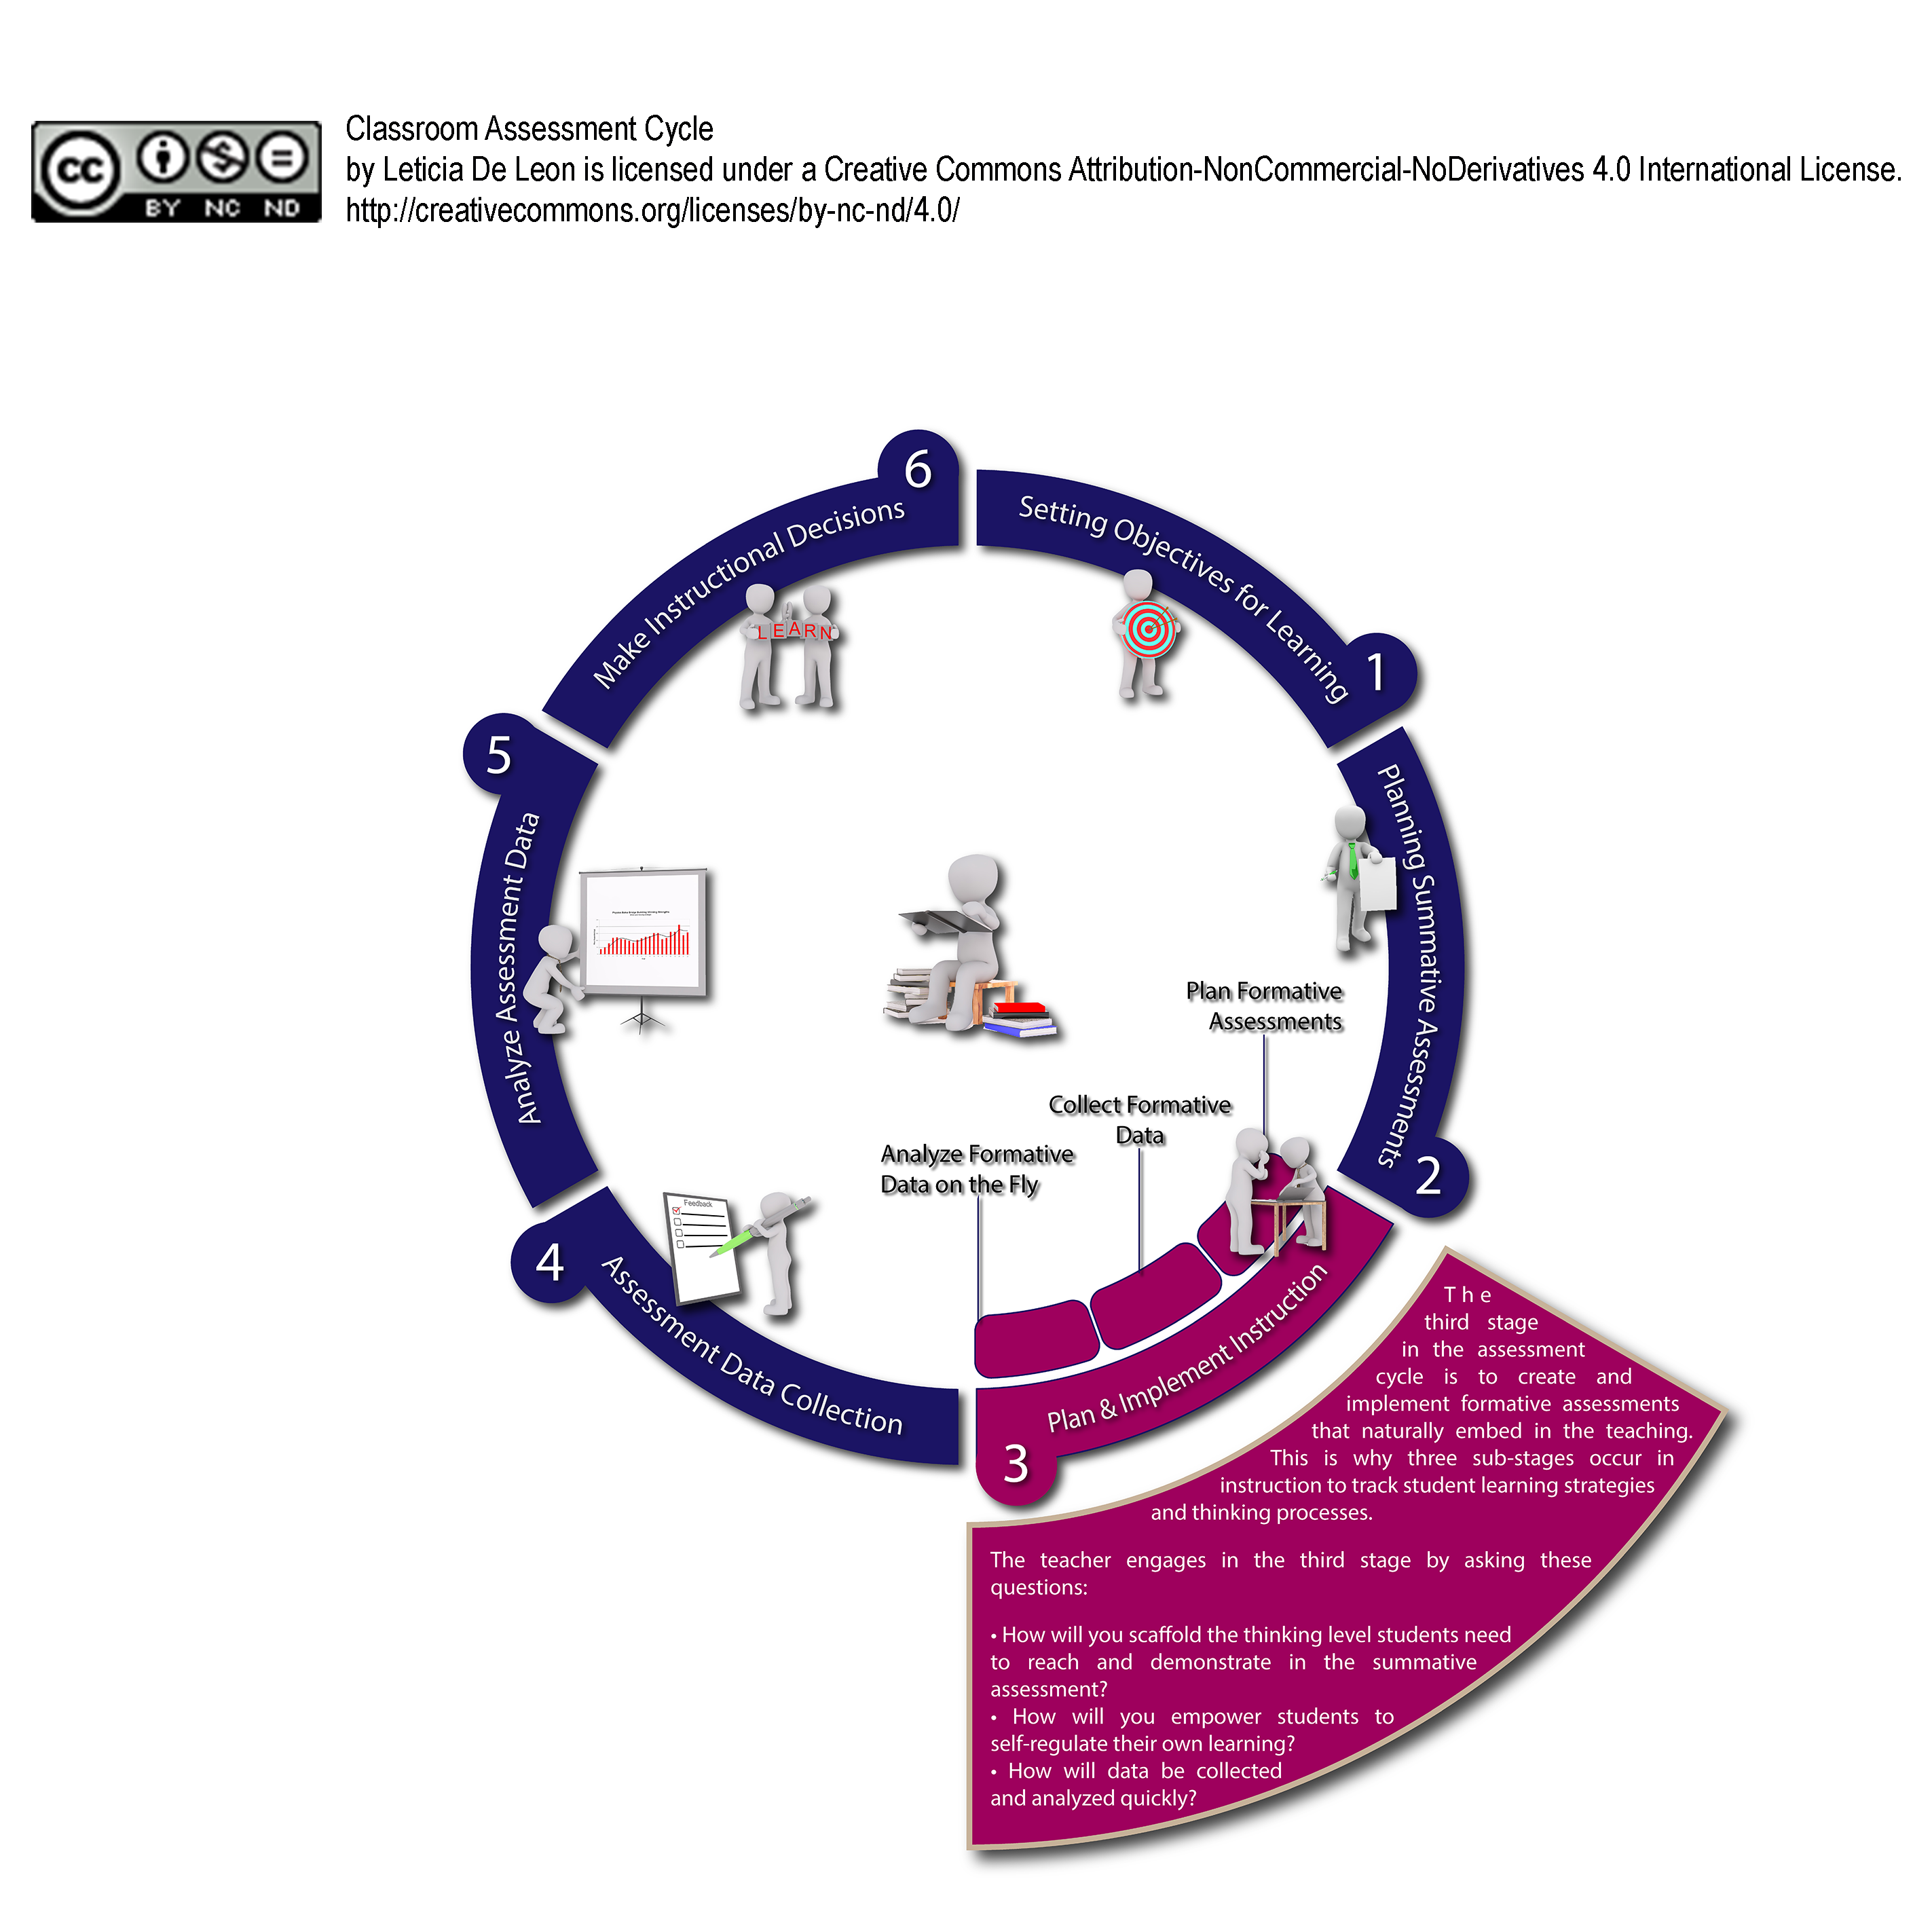 cc
BY NC ND
Classroom Assessment Cycle
by Leticia De Leon is licensed under a Creative Commons Attribution-NonCommercial-NoDerivatives 4.0 International License.
http://creativecommons.org/licenses/by-nc-nd/4.0/
Setting Objectives for Learning
1
Planning Summative Assessments
2
Plan & Implement Instruction
3
Plan Formative
Assessments
Collect Formative
Data
Analyze Formative
Data on the Fly
Assessment Data Collection
4
Feedback
Analyze Assessment Data
5
Make Instructional Decisions
6
LEARN
The
third stage
in the assessment
cycle is to create and
implement formative assessments
that naturally embed in the teaching.
This is why three sub-stages occur in
instruction to track student learning strategies
and thinking processes.
The teacher engages in the third stage by asking these
questions:
• How will you scaffold the thinking level students need
to reach and demonstrate in the summative
assessment?
• How will you empower students to
self-regulate their own learning?
• How will data be collected
and analyzed quickly?